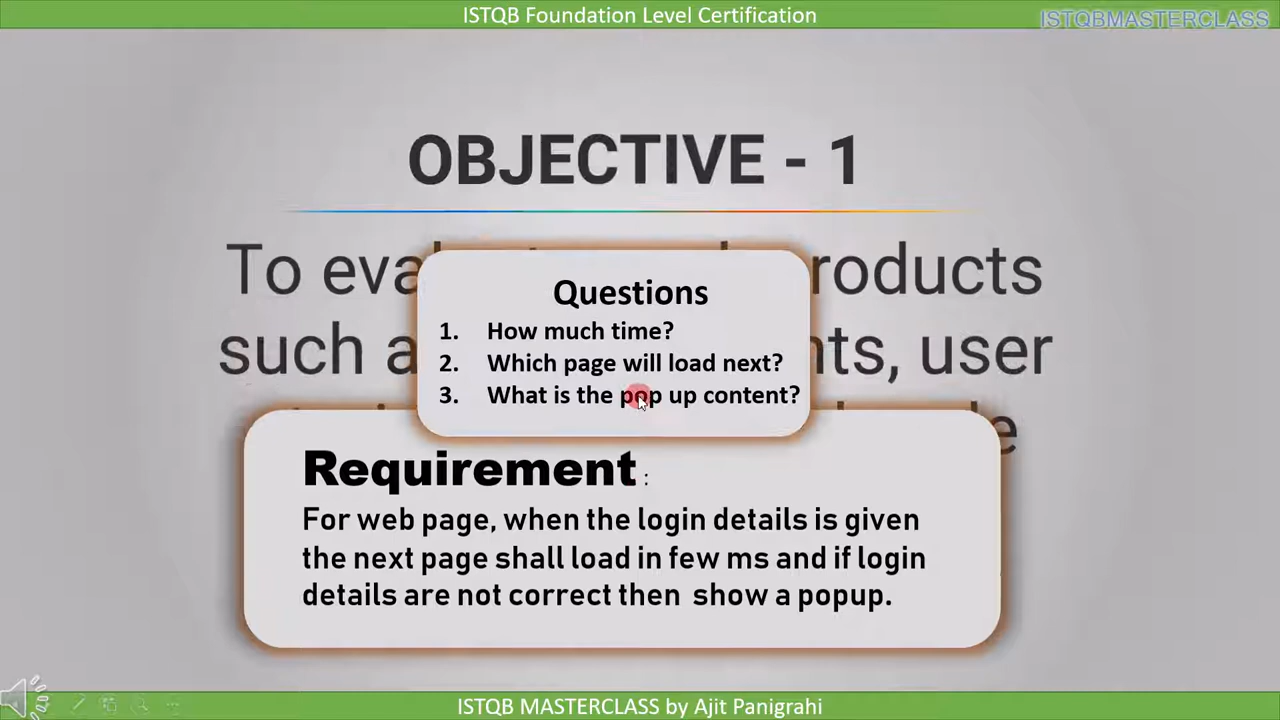 ISTQB Foundation Level Certification
ISTQBMASTERCLASS
OBJECTIVE - 1
To roducts
such user
Questions
1. How much time?
2. Which page will load next?
3. What is the pop up content?
Requirement :
For web page, when the login details is given
the next page shall load in few ms and if login
details are not correct then show a popup.
ISTQB MASTERCLASS by Ajit Panigrahi